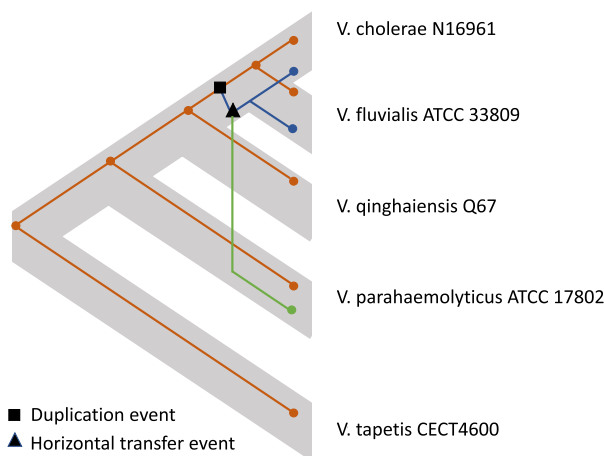 V. cholerae N16961
V. fluvialis ATCC 33809
V. qinghaiensis Q67
V. parahaemolyticus ATCC 17802
V. tapetis CECT4600
Duplication event
Horizontal transfer event